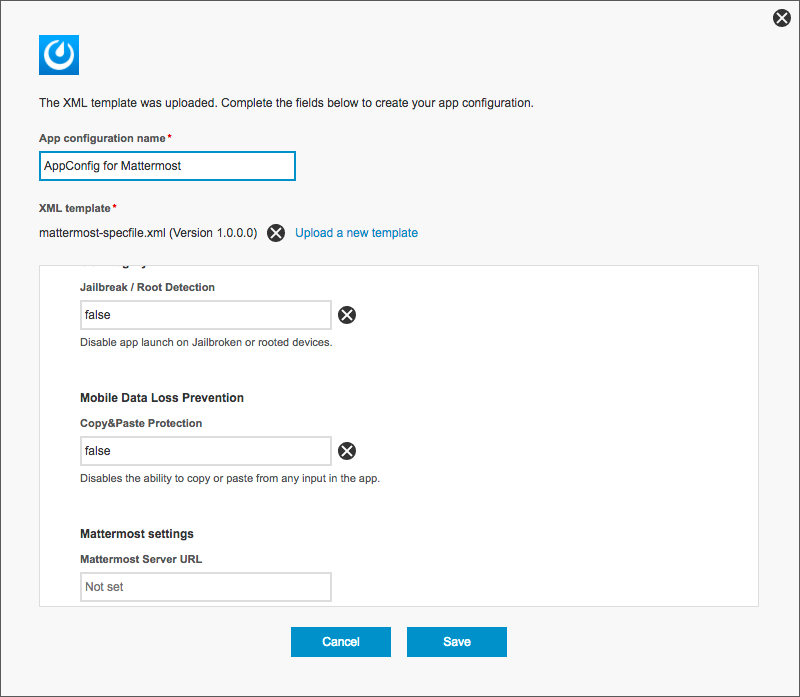 The XML template was uploaded. Complete the fields below to create your app configuration.
App configuration name*
AppConfig for Mattermost
XML template*
mattermost-specfile.xml (Version 1.0.0.0) Upload a new template
Jailbreak / Root Detection
false
Disable app launch on Jailbroken or rooted devices.
Mobile Data Loss Prevention
Copy&Paste Protection
false
Disables the ability to copy or paste from any input in the app.
Mattermost settings
Mattermost Server URL
Not set
Cancel Save